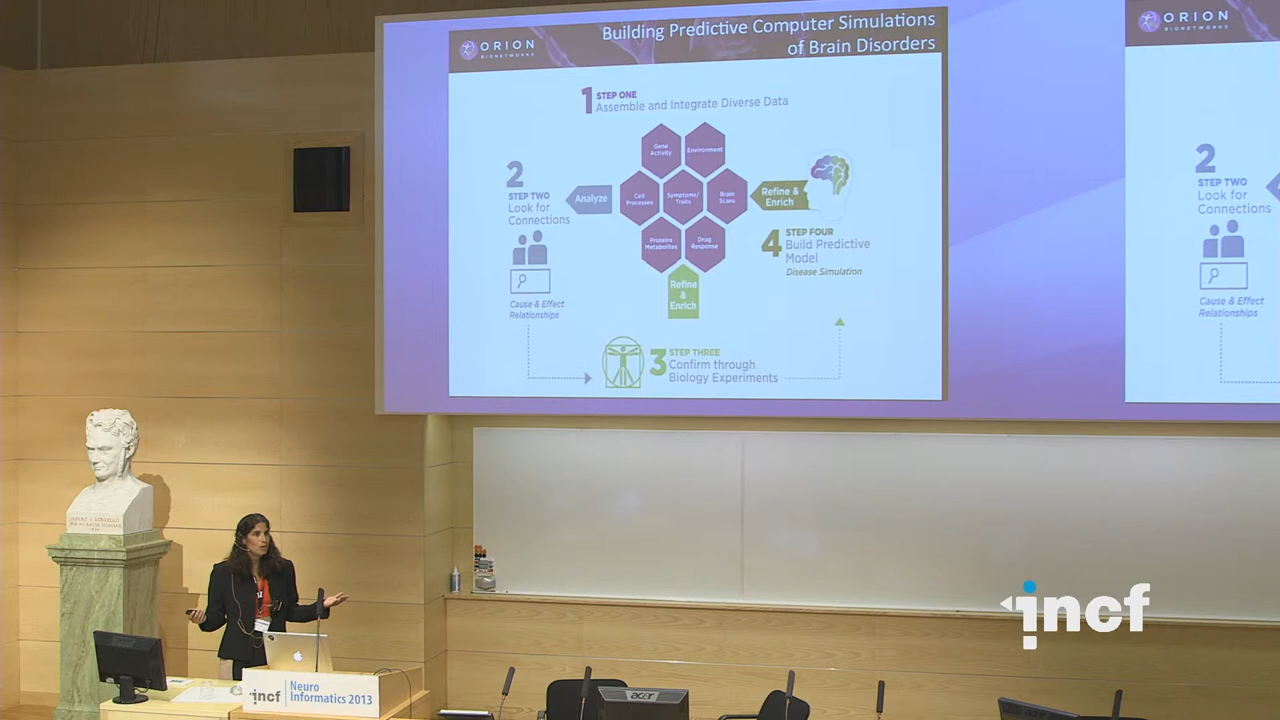 ORION
BIONETWORKS
Building Predictive Computer Simulations
of Brain Disorders
1 STEP ONE
Assemble and Integrate Diverse Data
Gene
Activity
Environment
Cell
Processes
Symptoms/
Traits
Brain
Scans
Proteins
Metabolites
Drug
Response
2
STEP TWO
Look for
Connections
Analyze
Cause & Effect
Relationships
Refine &
Enrich
4 STEP FOUR
Build Predictive
Model
Disease Simulation
Refine
&
Enrich
3 STEP THREE
Confirm through
Biology Experiments
ORION
BIONETWORKS
2
STEP TWO
Look for
Connections
Cause & Effect
Relationships
incf
incf
Neuro
Informatics 2013
acer